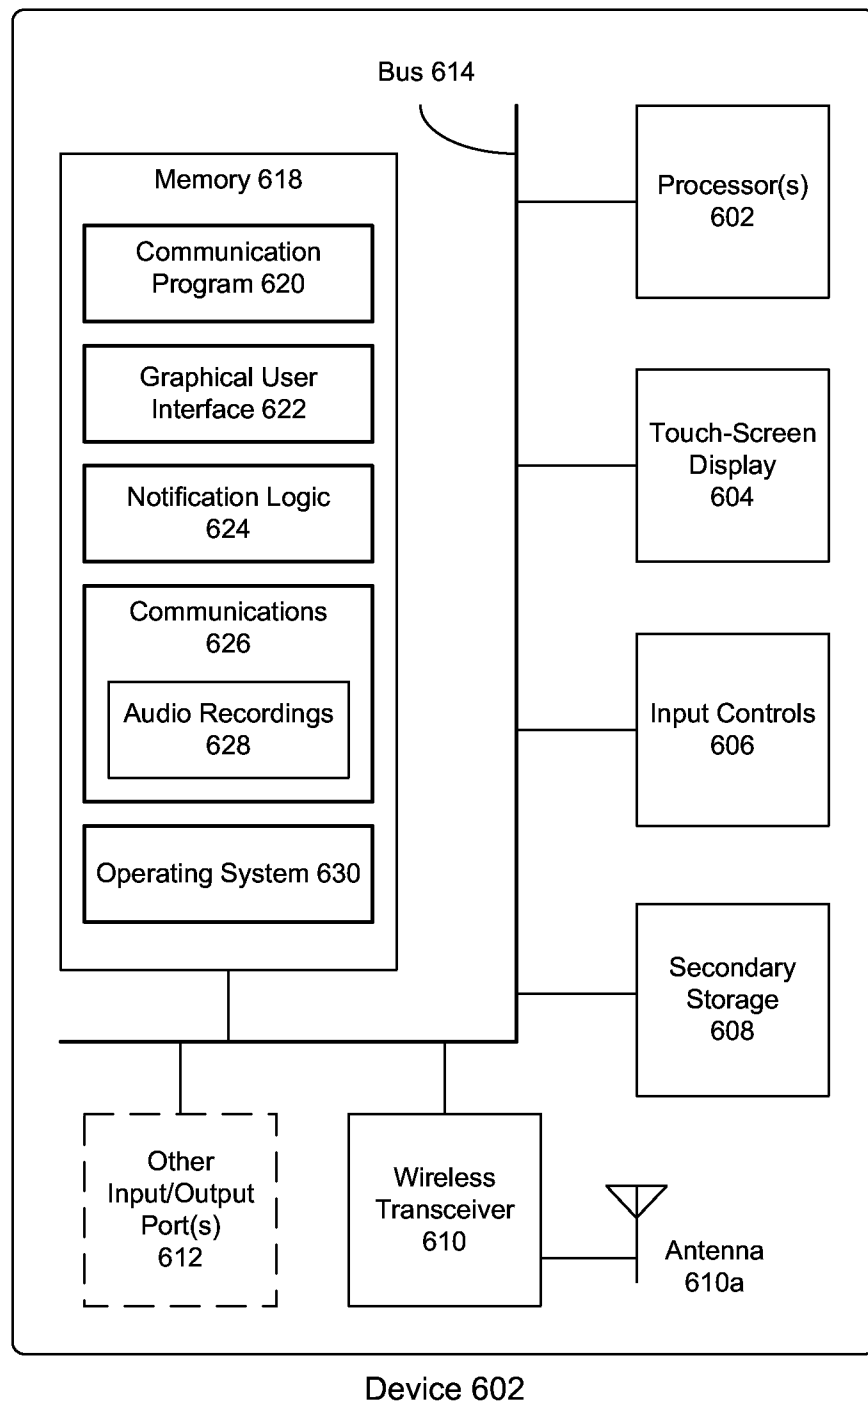 Bus 614
Memory 618
Communication
Program 620
Graphical User
Interface 622
Notification Logic
624
Communications
626
Audio Recordings
628
Operating System 630
Processor(s)
602
Touch-Screen
Display
604
Input Controls
606
Secondary
Storage
608
Other
Input/Output
Port(s)
612
Wireless
Transceiver
610
Antenna
610a
Device 602